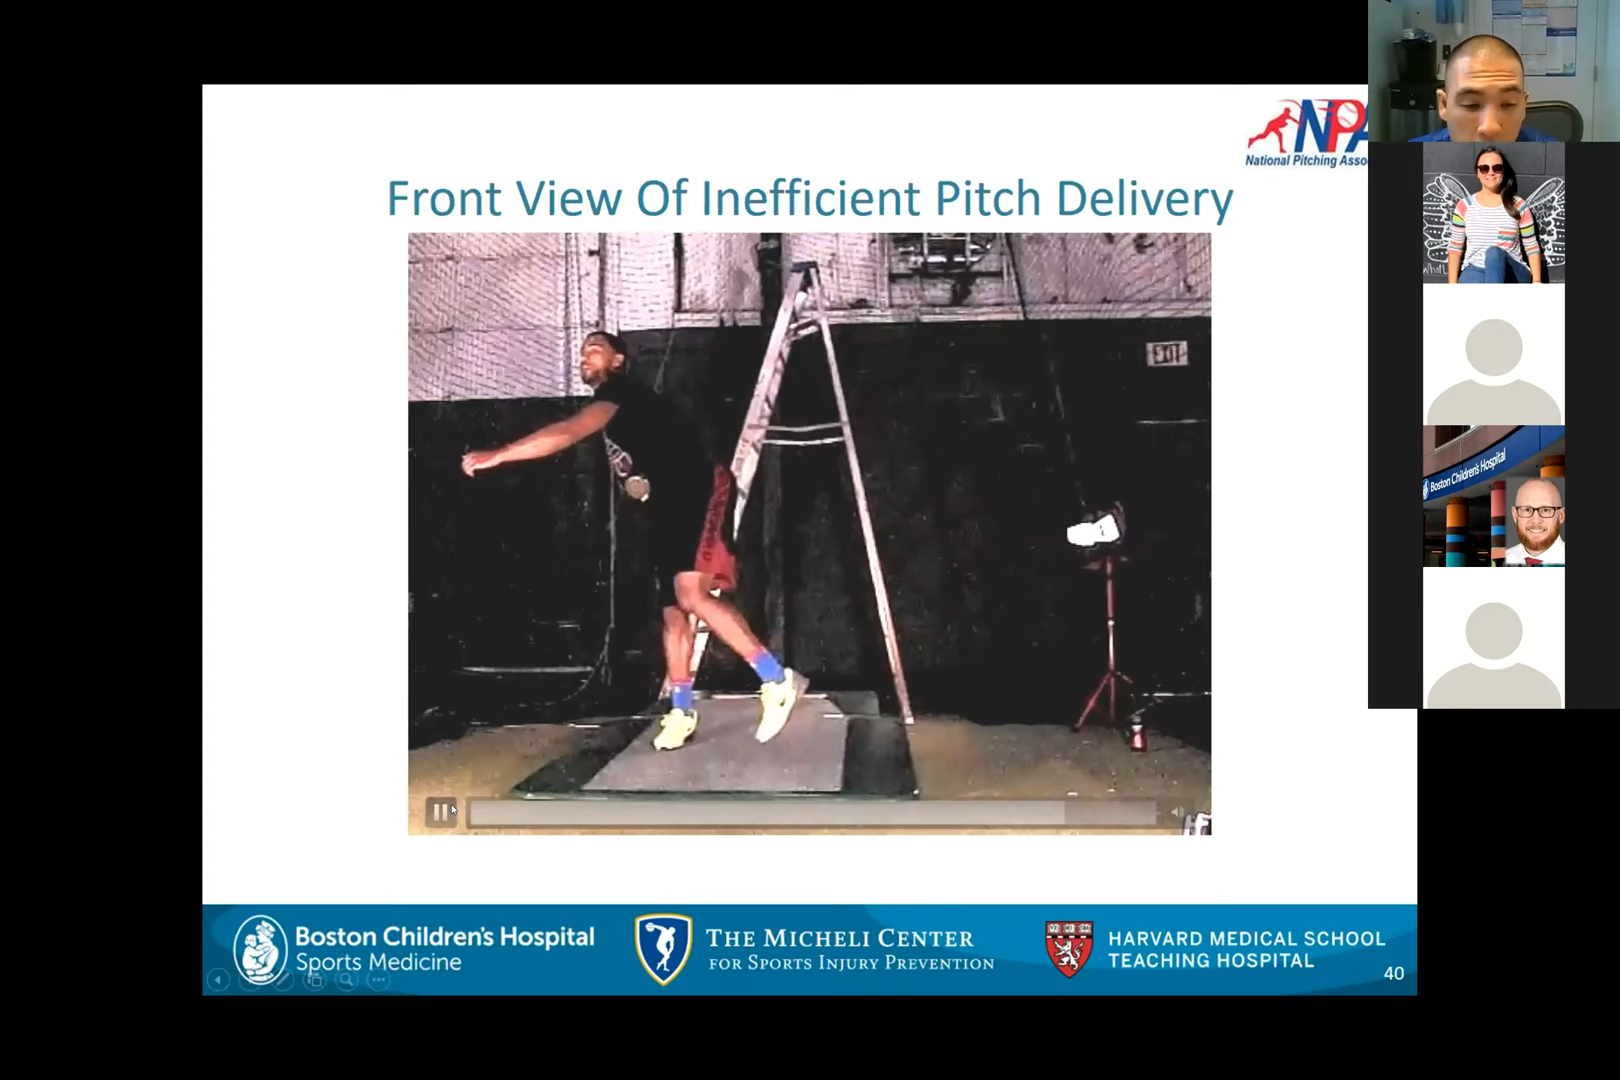 NPA
National Pitching Asso
Front View Of Inefficient Pitch Delivery
EXIT
Boston Children's Hospital
Boston Children's Hospital
Sports Medicine
THE MICHELI CENTER
FOR SPORTS INJURY PREVENTION
HARVARD MEDICAL SCHOOL
TEACHING HOSPITAL
40